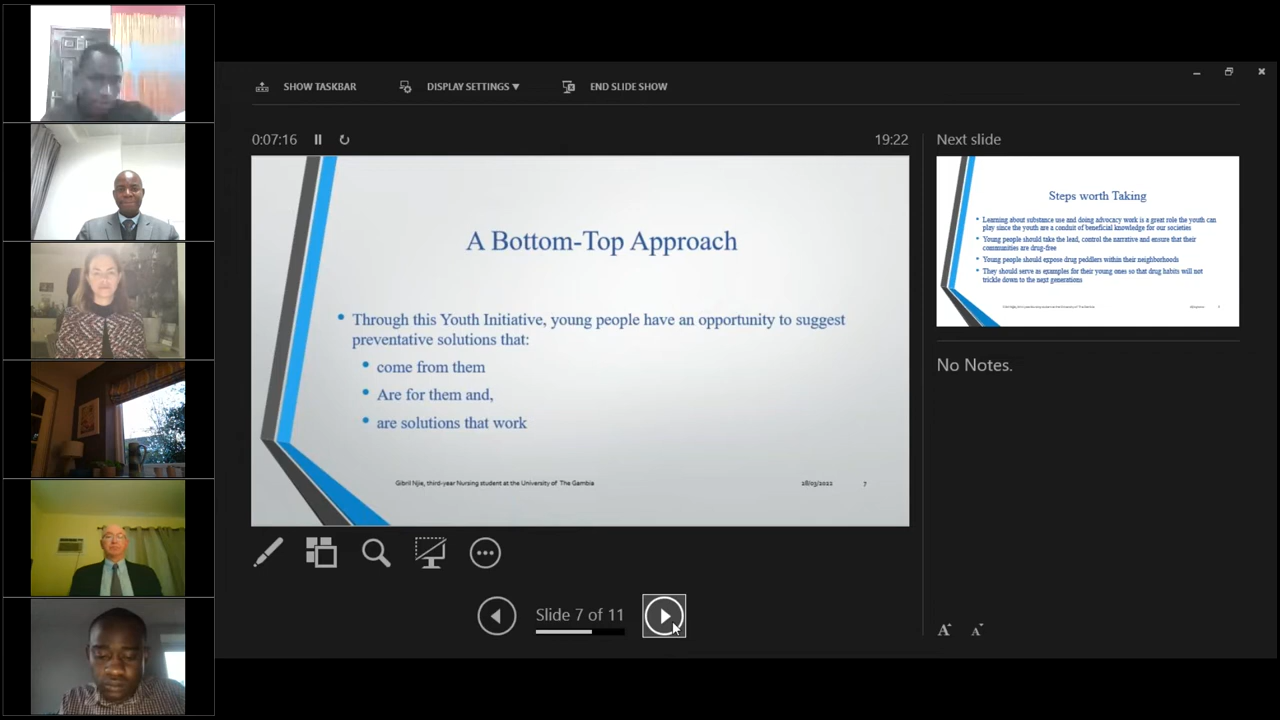 SHOW TASKBAR
DISPLAY SETTINGS ▼
END SLIDE SHOW
0:07:16
19:22
A Bottom-Top Approach
• Through this Youth Initiative, young people have an opportunity to suggest
preventative solutions that:
• come from them
• Are for them and,
• are solutions that work
Gibril Njie, third-year Nursing student at the University of The Gambia
28/03/2022
7
Next slide
Steps worth Taking
• Learning about substance use and doing advocacy work is a great role the youth can
play since the youth are a conduit of beneficial knowledge for our societies
• Young people should take the lead, control the narrative and ensure that their
communities are drug-free
• Young people should expose drug peddlers within their neighborhoods
• They should serve as examples for their young ones so that drug habits will not
trickle down to the next generations
No Notes.
Slide 7 of 11
A A